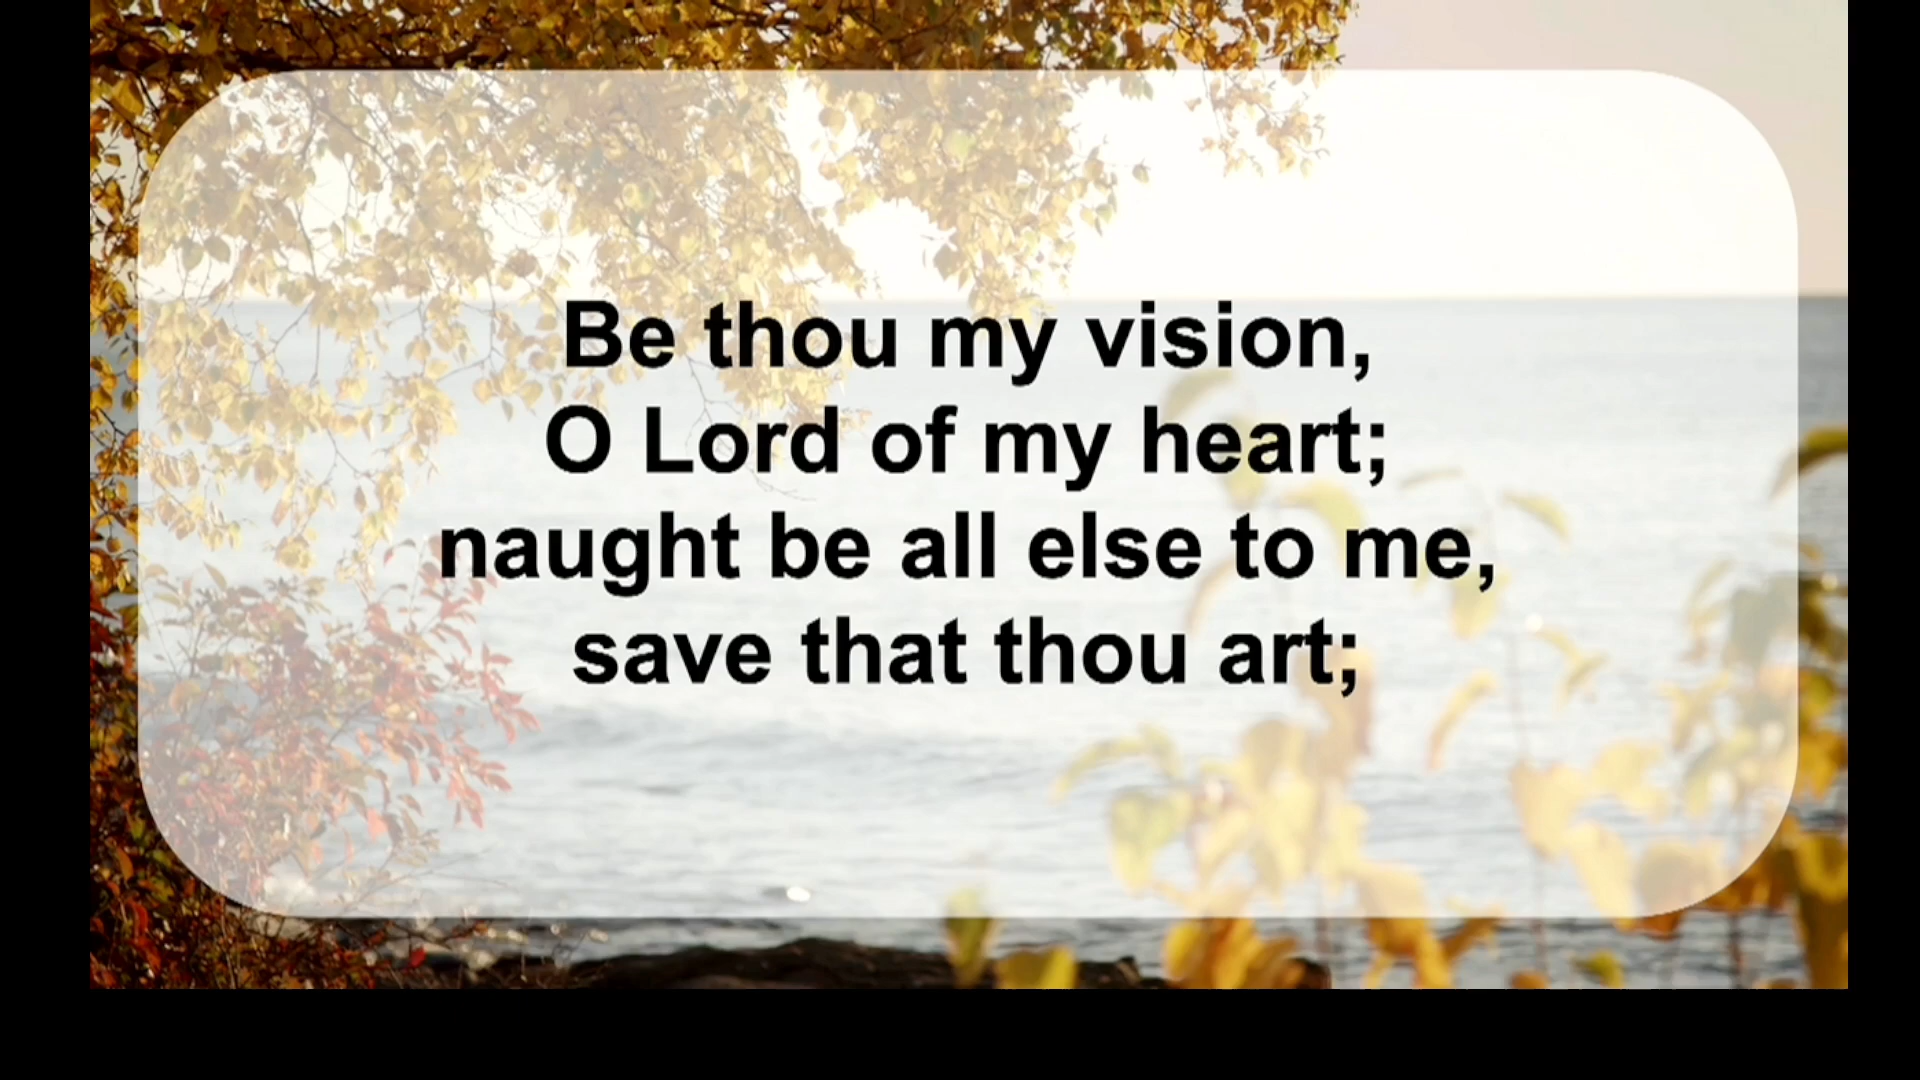 Be thou my vision,
O Lord of my heart;
naught be all else to me,
save that thou art;